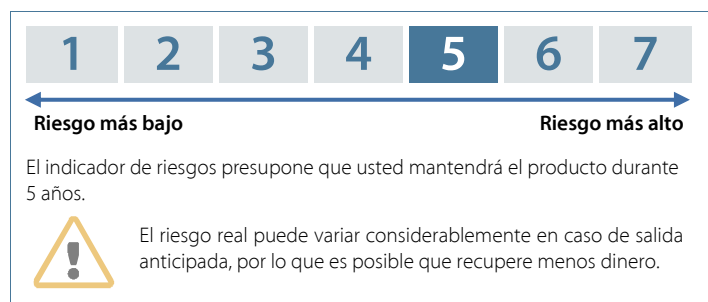 1 2 3 4 5 6 7
Riesgo más bajo Riesgo más alto
El indicador de riesgos presupone que usted mantendrá el producto durante
5 años.
El riesgo real puede variar considerablemente en caso de salida
anticipada, por lo que es posible que recupere menos dinero.